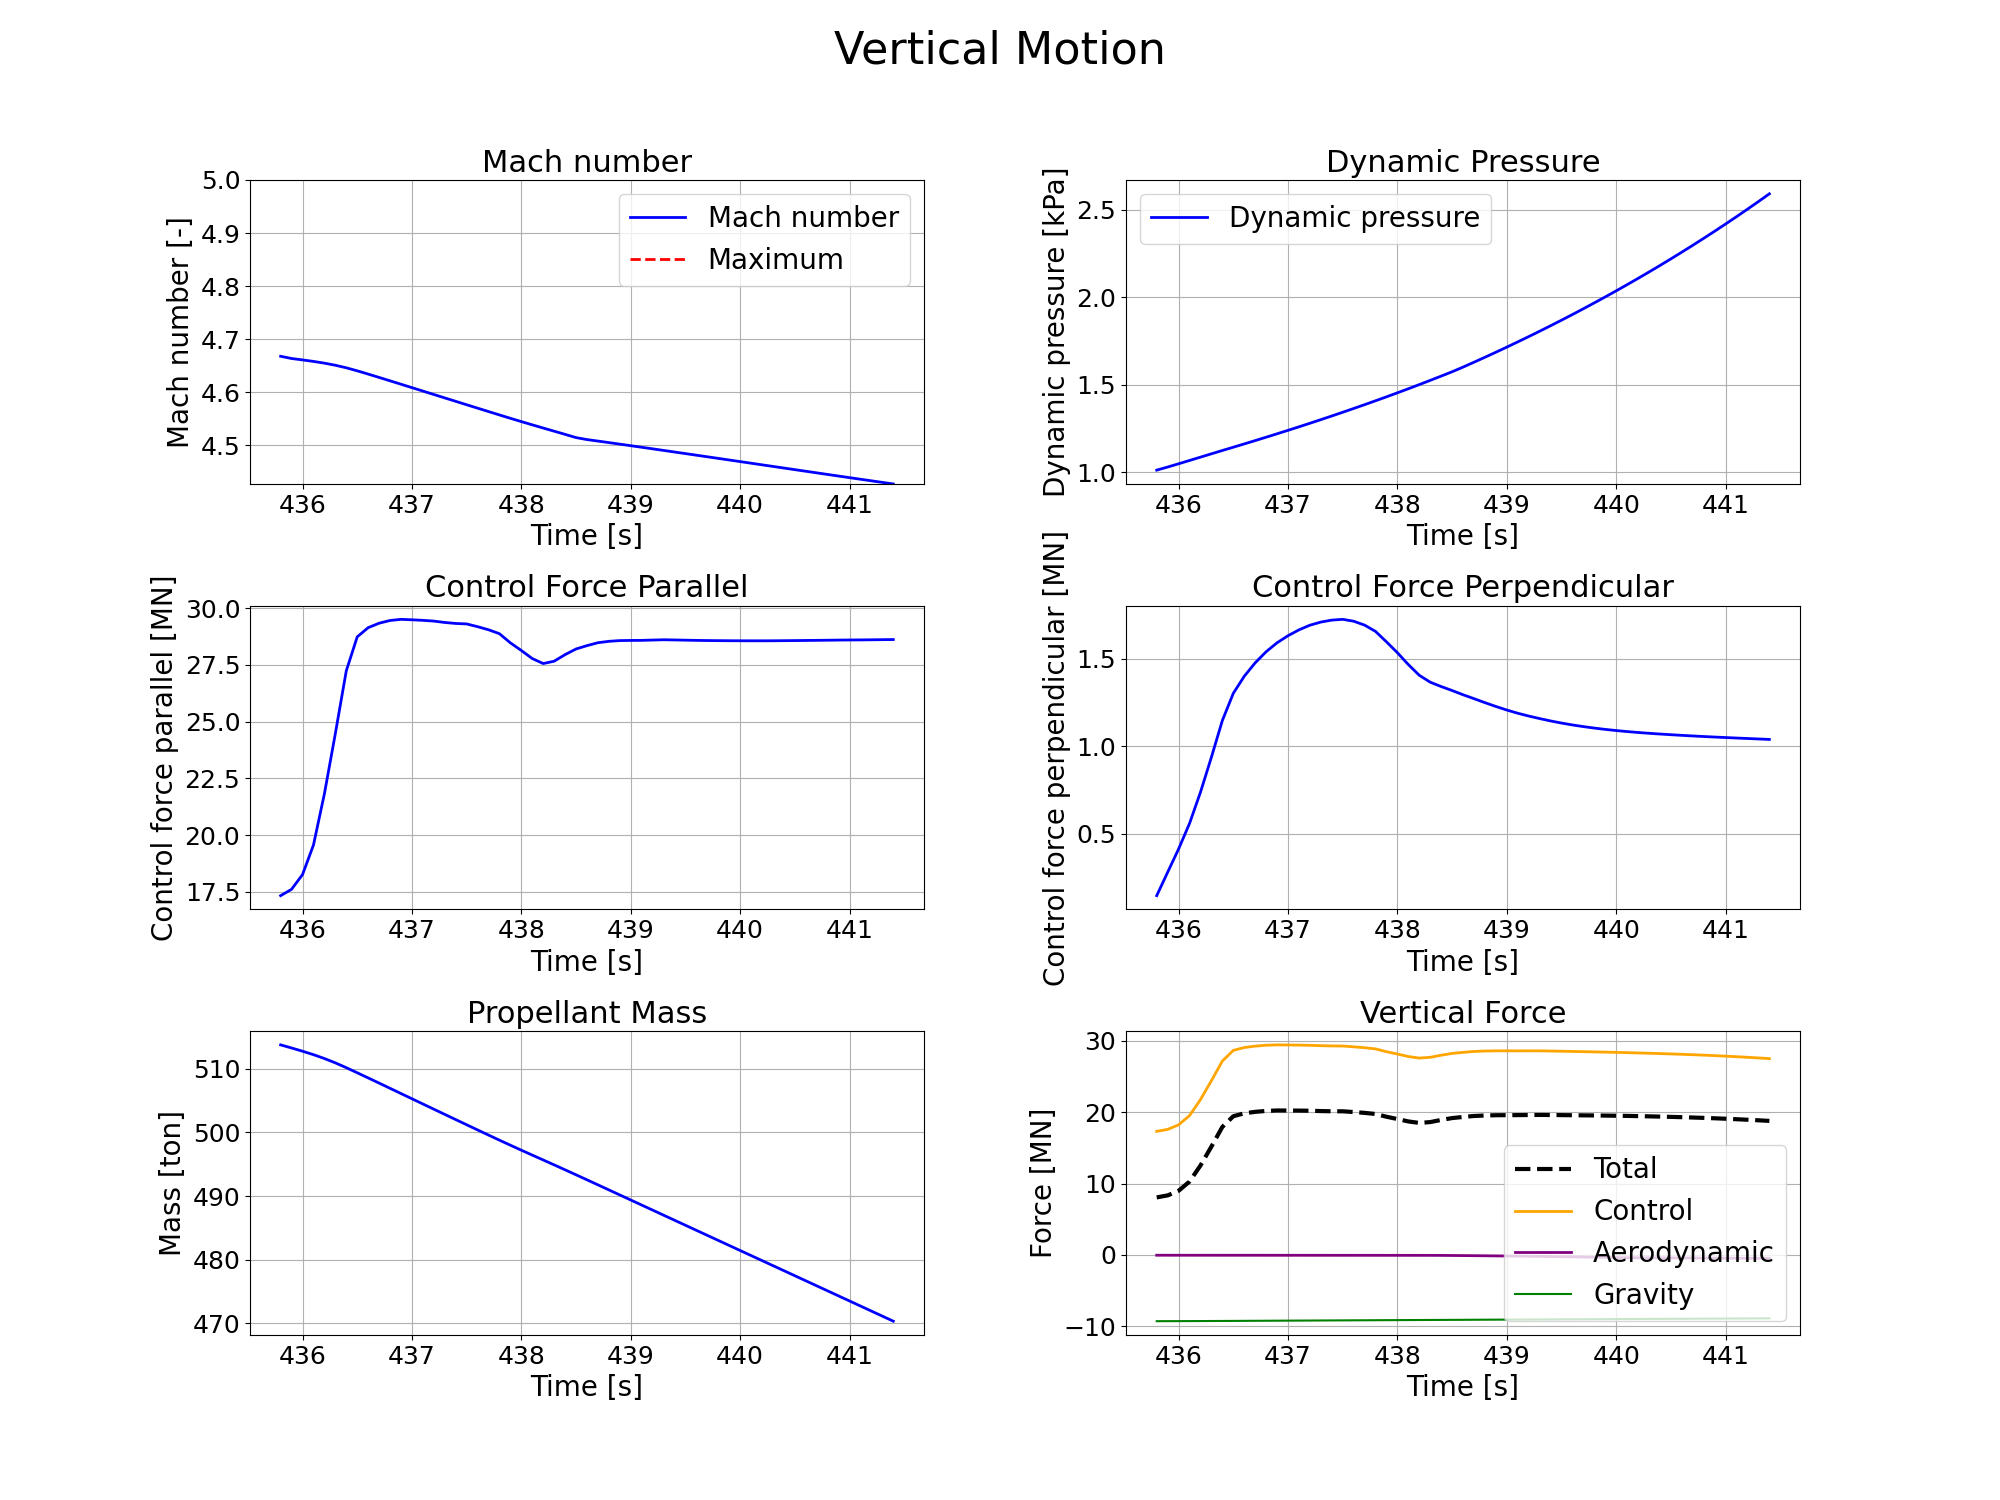 Vertical Motion
Mach number
Mach number [-]
5.0
4.9
4.8
4.7
4.6
4.5
Mach number
Maximum
436 437 438 439 440 441
Time [s]
Dynamic Pressure
Dynamic pressure [kPa]
2.5
2.0
1.5
1.0
Dynamic pressure
436 437 438 439 440 441
Time [s]
Control Force Parallel
Control force parallel [MN]
30.0
27.5
25.0
22.5
20.0
17.5
436 437 438 439 440 441
Time [s]
Control Force Perpendicular
Control force perpendicular [MN]
1.5
1.0
0.5
436 437 438 439 440 441
Time [s]
Propellant Mass
Mass [ton]
510
500
490
480
470
436 437 438 439 440 441
Time [s]
Vertical Force
Force [MN]
30
20
10
0
−10
Total
Control
Aerodynamic
Gravity
436 437 438 439 440 441
Time [s]